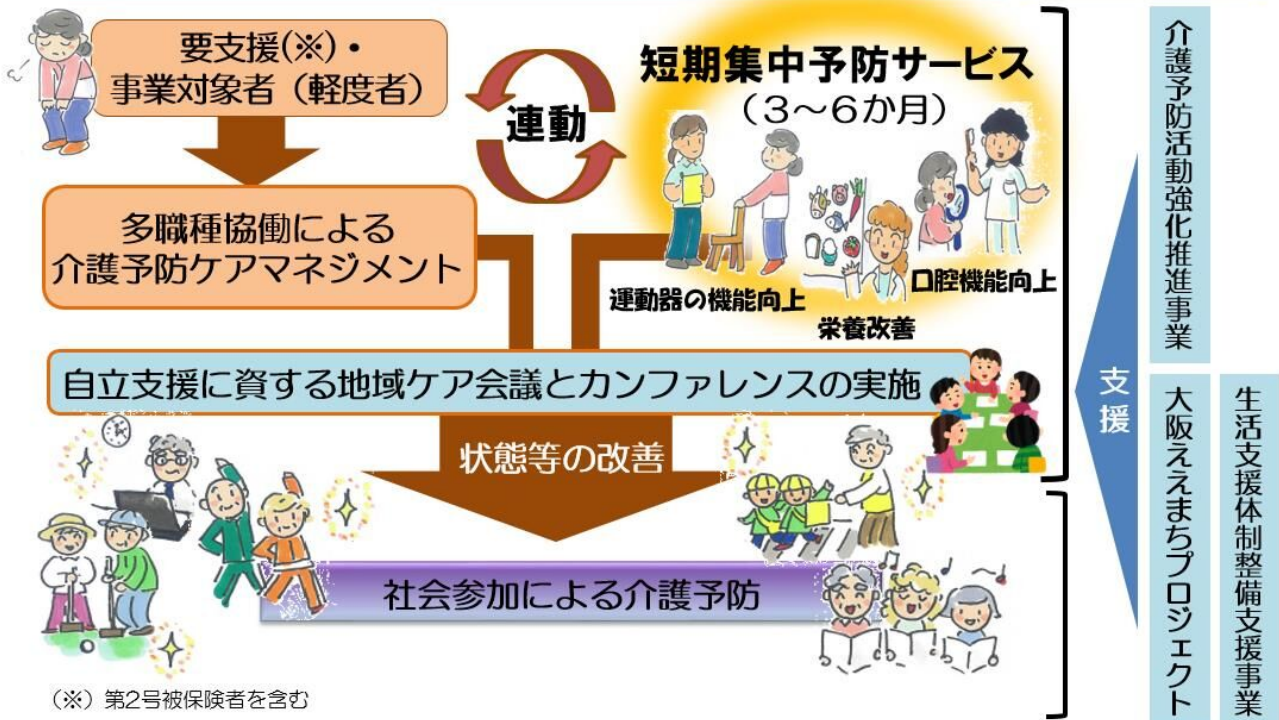 要支援(※)・
事業対象者（軽度者）
連動
短期集中予防サービス
（３～６か月）
多職種協働による
介護予防ケアマネジメント
運動器の機能向上
栄養改善
口腔機能向上
自立支援に資する地域ケア会議とカンファレンスの実施
状態等の改善
社会参加による介護予防
（※）第2号被保険者を含む
支援
介護予防活動強化推進事業
大阪ええまちプロジェクト
生活支援体制整備支援事業